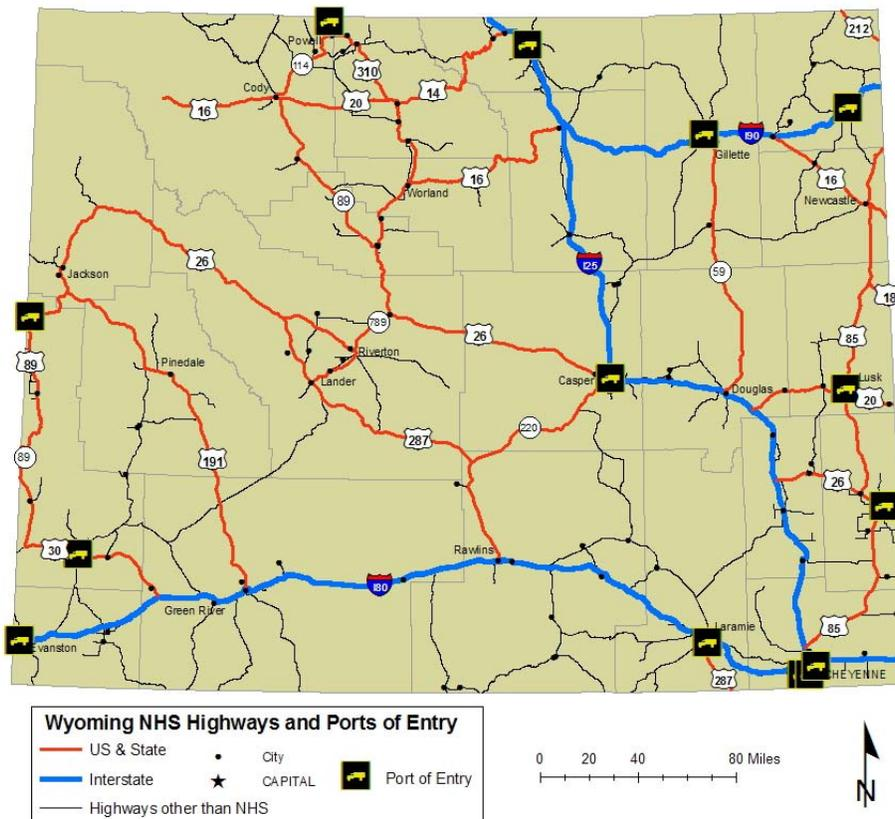 212
Powell
114
310
Cody
14
20
16
I90
Gillette
16
16
Worland
89
Newcastle
26
59
Jackson
I25
18
789
85
26
Riverton
89
Pinedale
Casper
Lusk
Lander
Douglas
20
220
287
89
191
26
Rawlins
30
I80
Green River
Laramie
85
Evanston
CHEYENNE
287
Wyoming NHS Highways and Ports of Entry
US & State
City
Interstate
CAPITAL
Port of Entry
Highways other than NHS
0 20 40 80 Miles
N